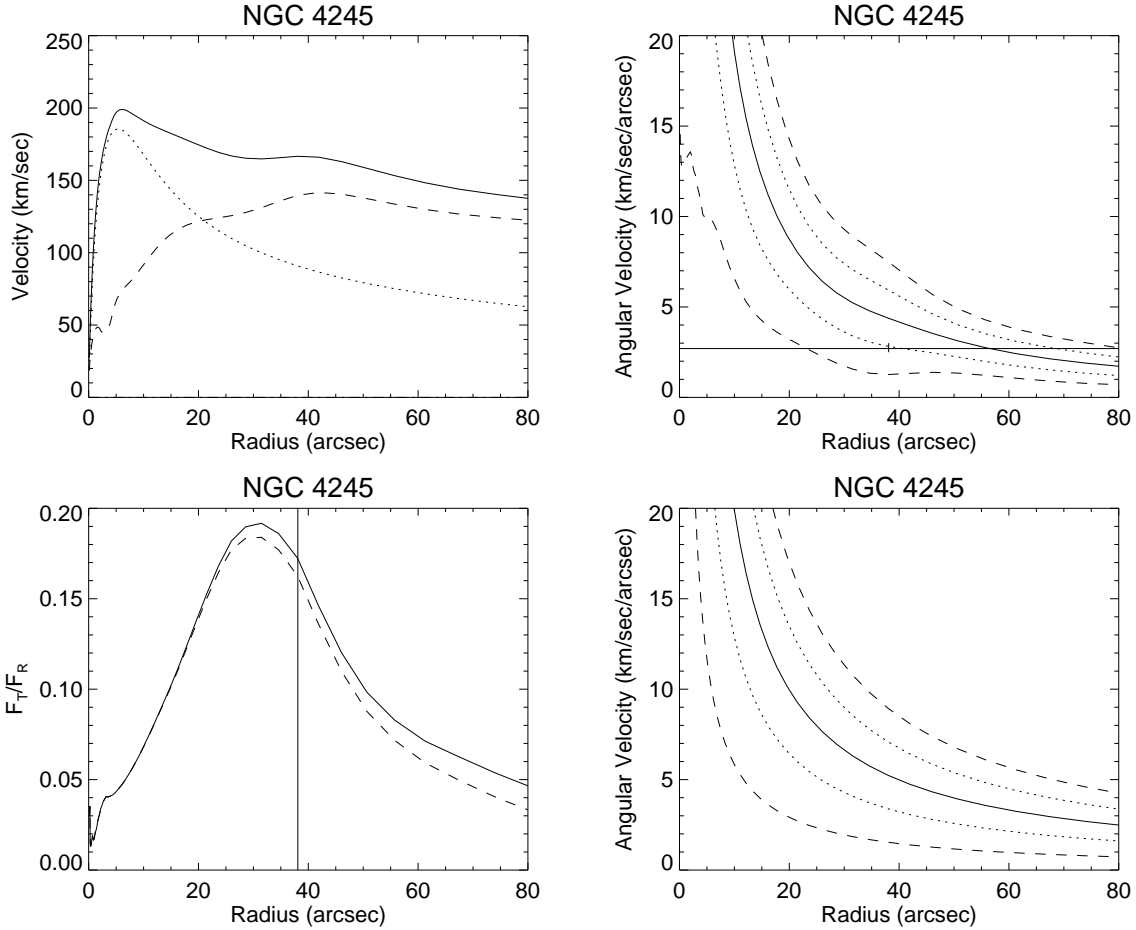 NGC 4245
250
200
150
100
50
0
Velocity (km/sec)
0 20 40 60 80
Radius (arcsec)
NGC 4245
20
15
10
5
0
Angular Velocity (km/sec/arcsec)
0 20 40 60 80
Radius (arcsec)
NGC 4245
0.20
0.15
0.10
0.05
0.00
F_T/F_R
0 20 40 60 80
Radius (arcsec)
NGC 4245
20
15
10
5
0
Angular Velocity (km/sec/arcsec)
0 20 40 60 80
Radius (arcsec)